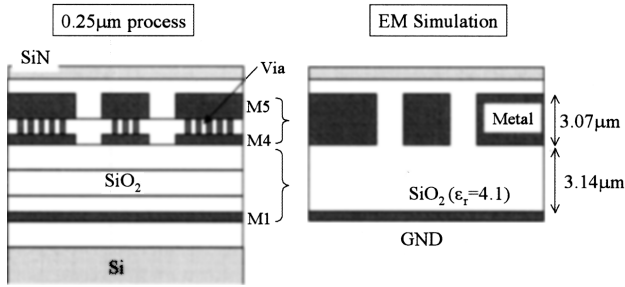 0.25μm process
EM Simulation
SiN
Via
M5
M4
Metal
3.07μm
SiO₂
SiO₂ (εr=4.1)
3.14μm
M1
GND
Si